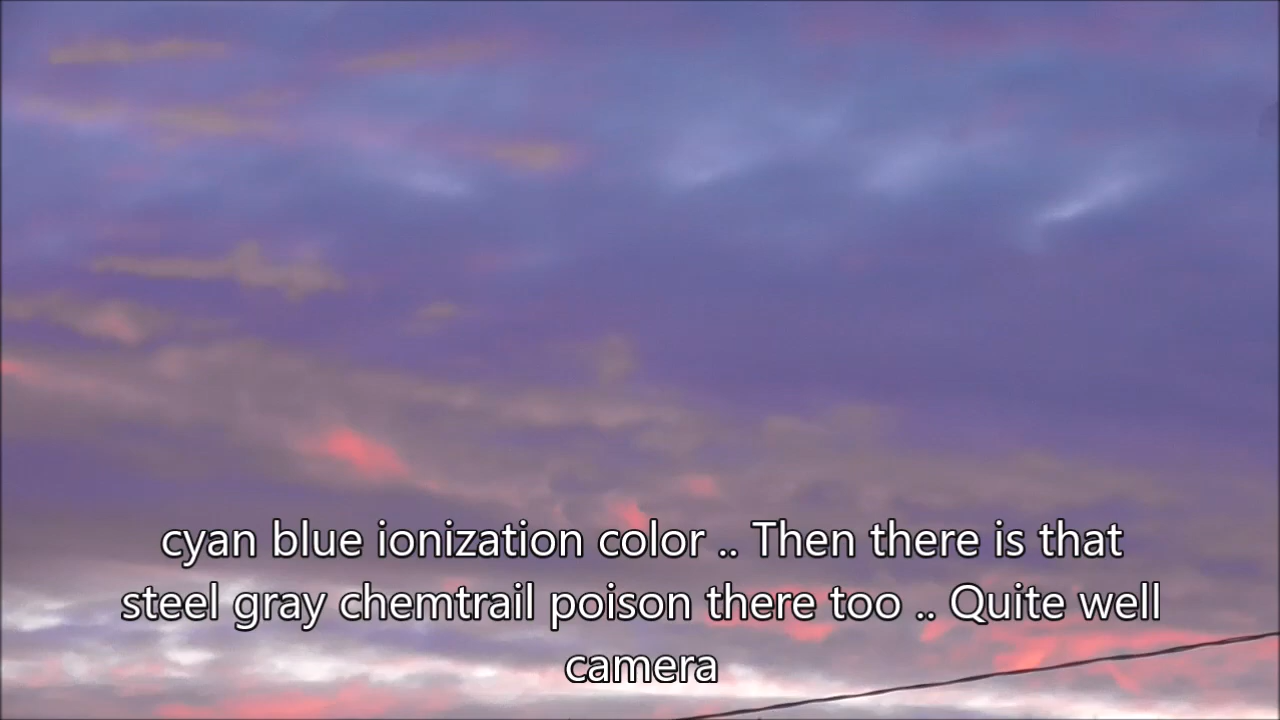 cyan blue ionization color .. Then there is that
steel gray chemtrail poison there too .. Quite well
camera